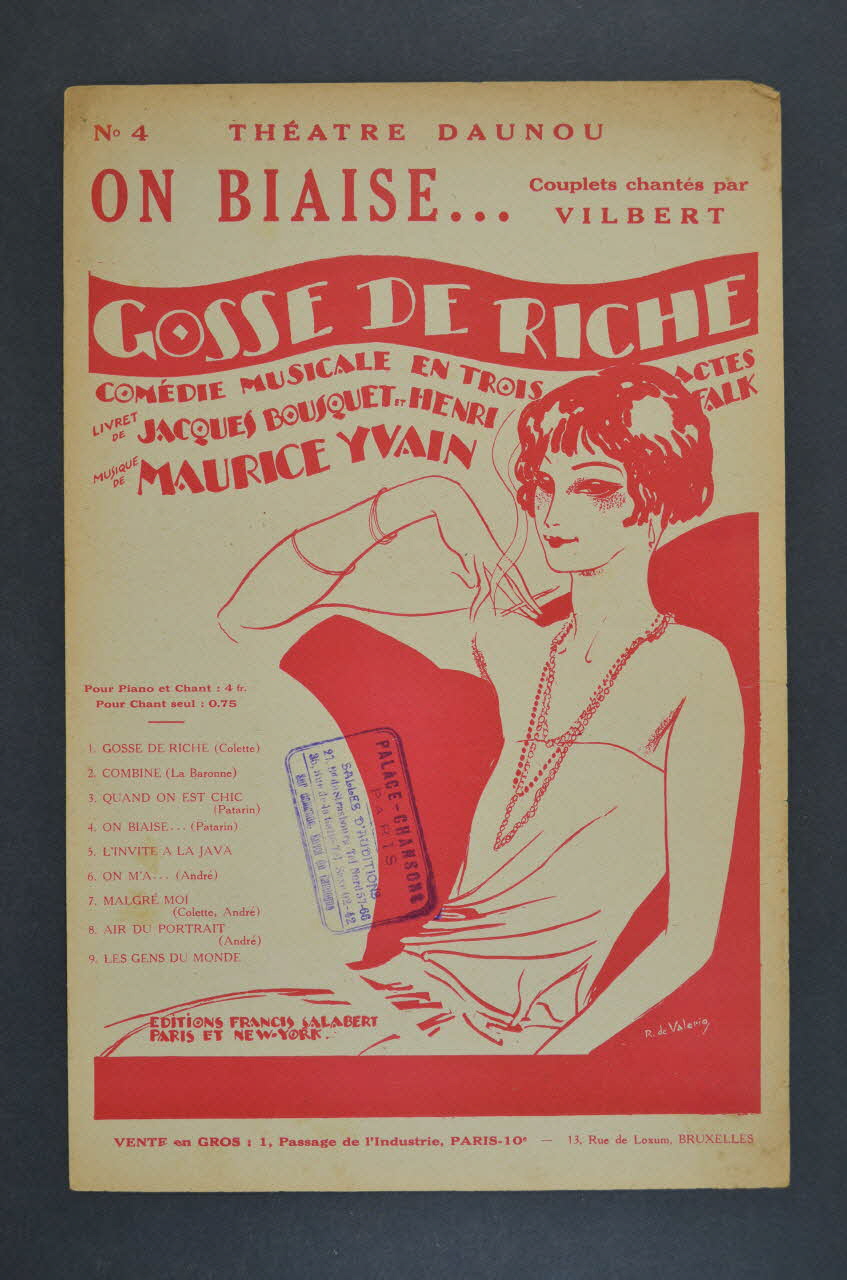 No 4 THÉATRE DAUNOU
ON BIAISE...
Couplets chantés par
VILBERT
GOSSE DE RICHE
COMÉDIE MUSICALE EN TROIS ACTES
LIVRET DE JACQUES BOUSQUET ET HENRI FALK
MUSIQUE DE MAURICE YVAIN
Pour Piano et Chant : 4 fr.
Pour Chant seul : 0.75
1. GOSSE DE RICHE (Colette)
2. COMBINE (La Baronne)
3. QUAND ON EST CHIC
(Patarin)
4. ON BIAISE... (Patarin)
5. L'INVITE A LA JAVA
6. ON M'A... (André)
7. MALGRÉ MOI
(Colette, André)
8. AIR DU PORTRAIT
(André)
9. LES GENS DU MONDE
PALACE-CHANSONS
PARIS
SALLES D'AUDITIONS
EDITIONS FRANCIS SALABERT
PARIS ET NEW-YORK.
R. de Valerio
VENTE en GROS : 1, Passage de l'Industrie, PARIS-10e — 13, Rue de Loxum, BRUXELLES